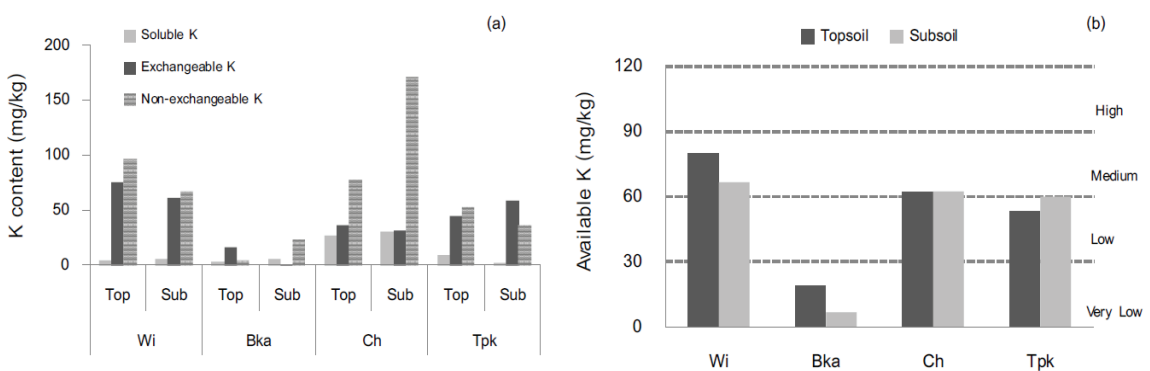 (a)
Soluble K
Exchangeable K
Non-exchangeable K
K content (mg/kg)
200
150
100
50
0
Top Sub Top Sub Top Sub Top Sub
Wi Bka Ch Tpk
(b)
Topsoil Subsoil
Available K (mg/kg)
120
High
90
Medium
60
Low
30
Very Low
0
Wi Bka Ch Tpk